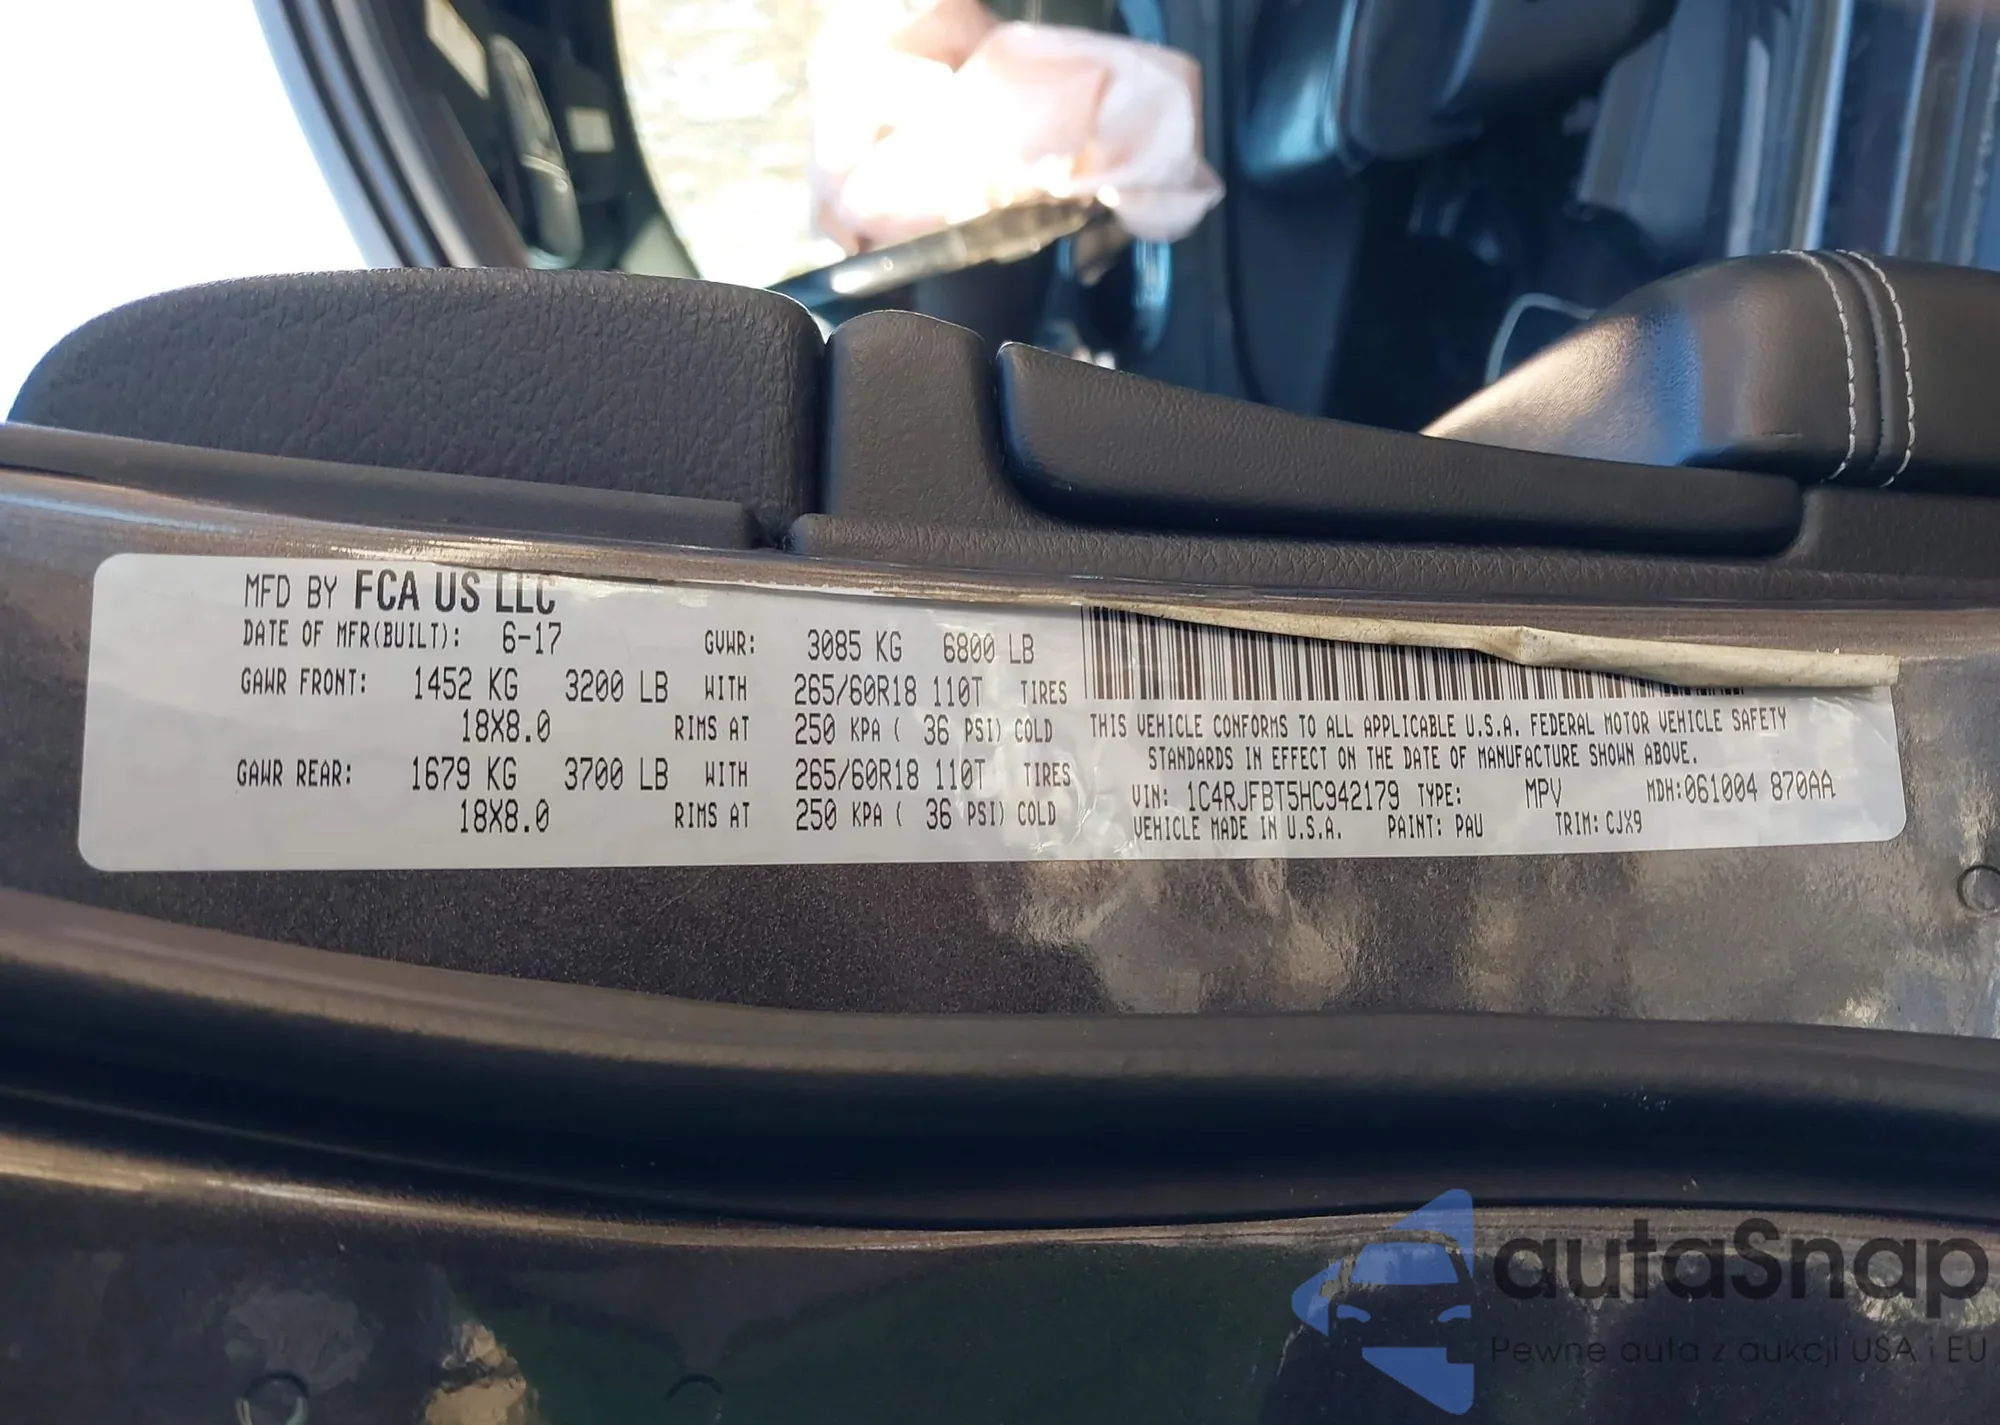 MFD BY FCA US LLC
DATE OF MFR(BUILT): 6-17 GVWR: 3085 KG 6800 LB
GAWR FRONT: 1452 KG 3200 LB WITH 265/60R18 110T TIRES
18X8.0 RIMS AT 250 KPA ( 36 PSI) COLD
GAWR REAR: 1679 KG 3700 LB WITH 265/60R18 110T TIRES
18X8.0 RIMS AT 250 KPA ( 36 PSI) COLD
THIS VEHICLE CONFORMS TO ALL APPLICABLE U.S.A. FEDERAL MOTOR VEHICLE SAFETY
STANDARDS IN EFFECT ON THE DATE OF MANUFACTURE SHOWN ABOVE.
VIN: 1C4RJFBT5HC942179 TYPE: MPV MDH:061004 870AA
VEHICLE MADE IN U.S.A. PAINT: PAU TRIM: CJX9
autaSnap
Pewne auta z aukcji USA i EU